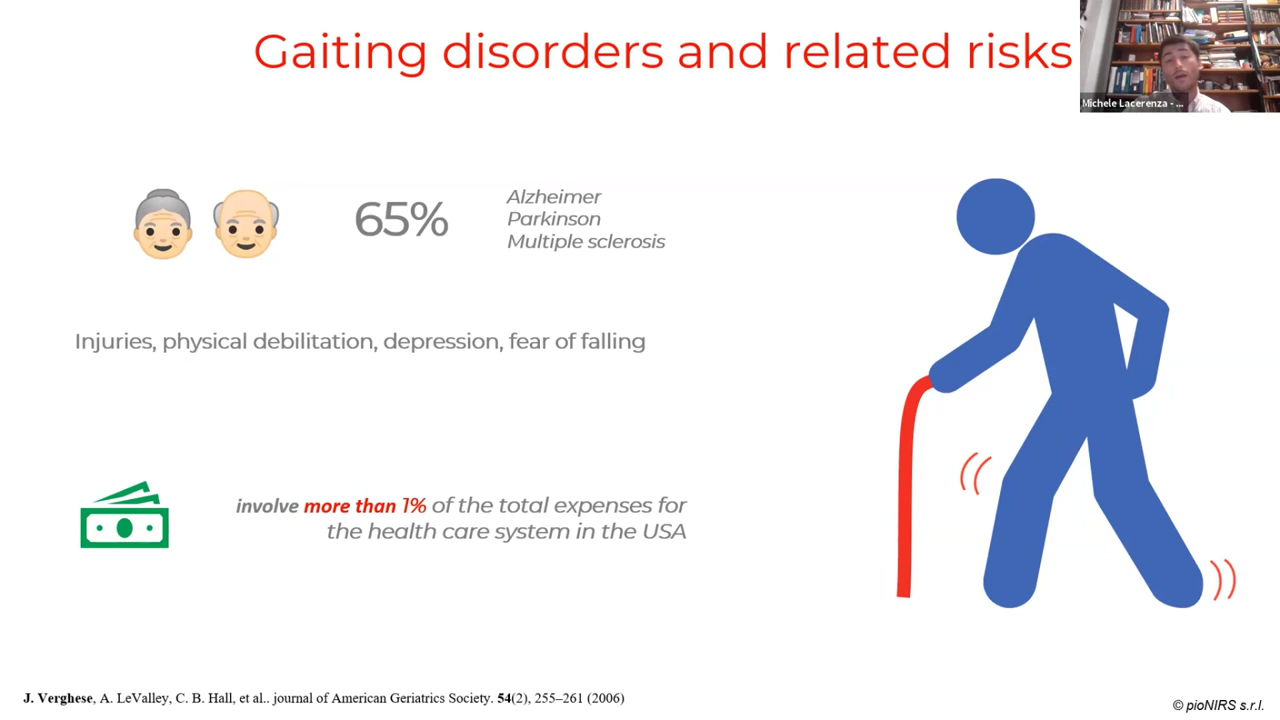 Gaiting disorders and related risks
Michele Lacerenza - ...
65%
Alzheimer
Parkinson
Multiple sclerosis
Injuries, physical debilitation, depression, fear of falling
involve more than 1% of the total expenses for
the health care system in the USA
J. Verghese, A. LeValley, C. B. Hall, et al.. journal of American Geriatrics Society. 54(2), 255–261 (2006)
© pioNIRS s.r.l.